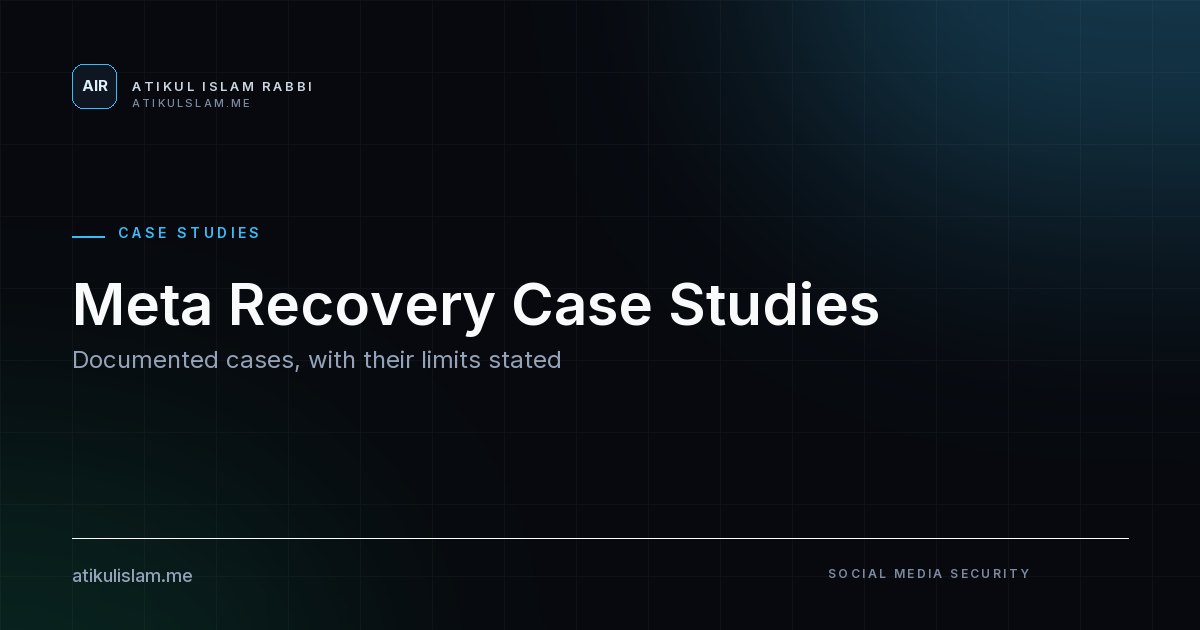 AIR
ATIKUL ISLAM RABBI
ATIKULSLAM.ME
CASE STUDIES
Meta Recovery Case Studies
Documented cases, with their limits stated
atikulislam.me
SOCIAL MEDIA SECURITY